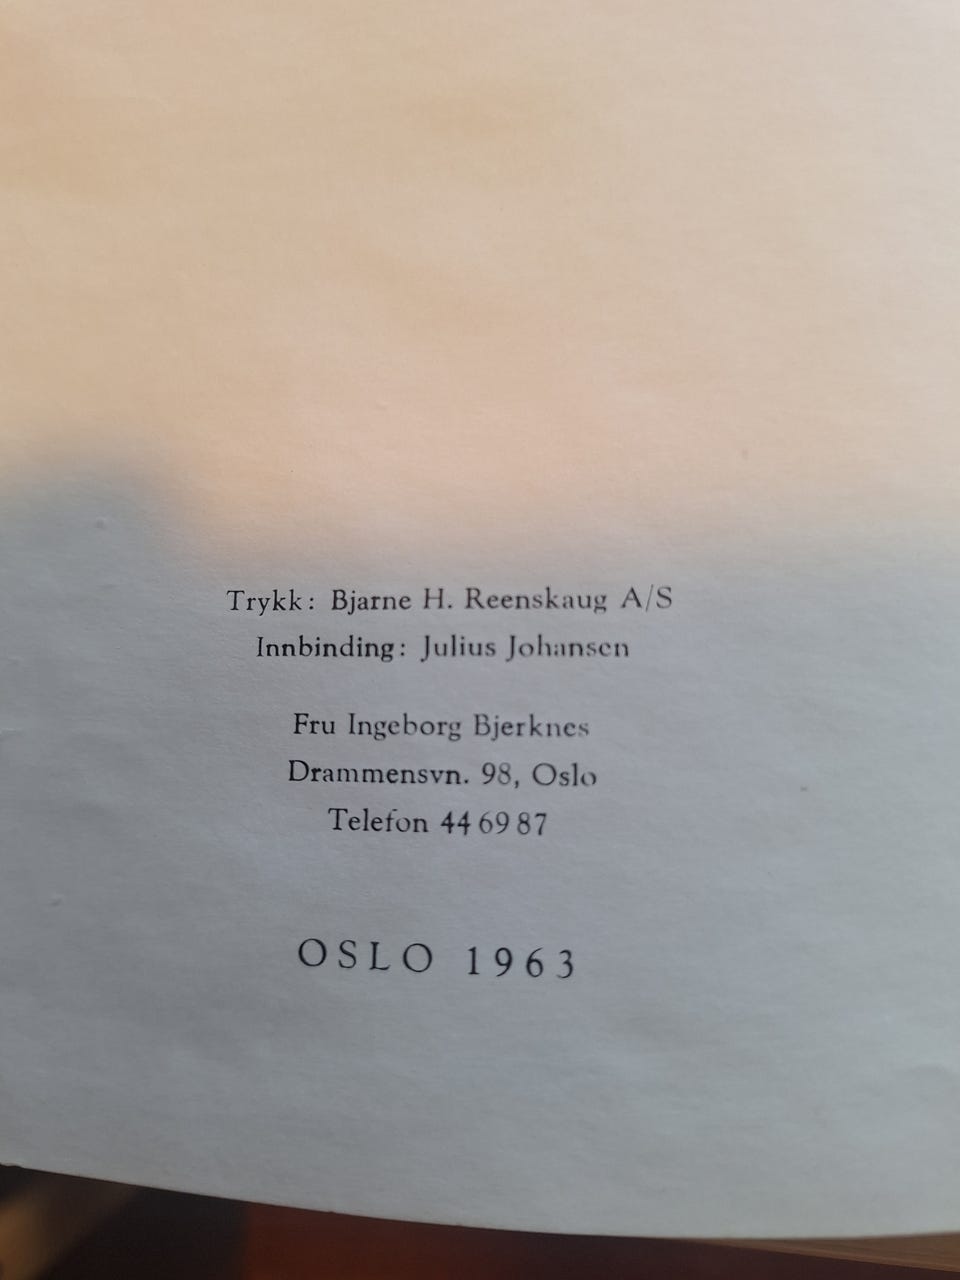 Trykk: Bjarne H. Reenskaug A/S
Innbinding: Julius Johansen
Fru Ingeborg Bjerknes
Drammensvn. 98, Oslo
Telefon 44 69 87
OSLO 1963